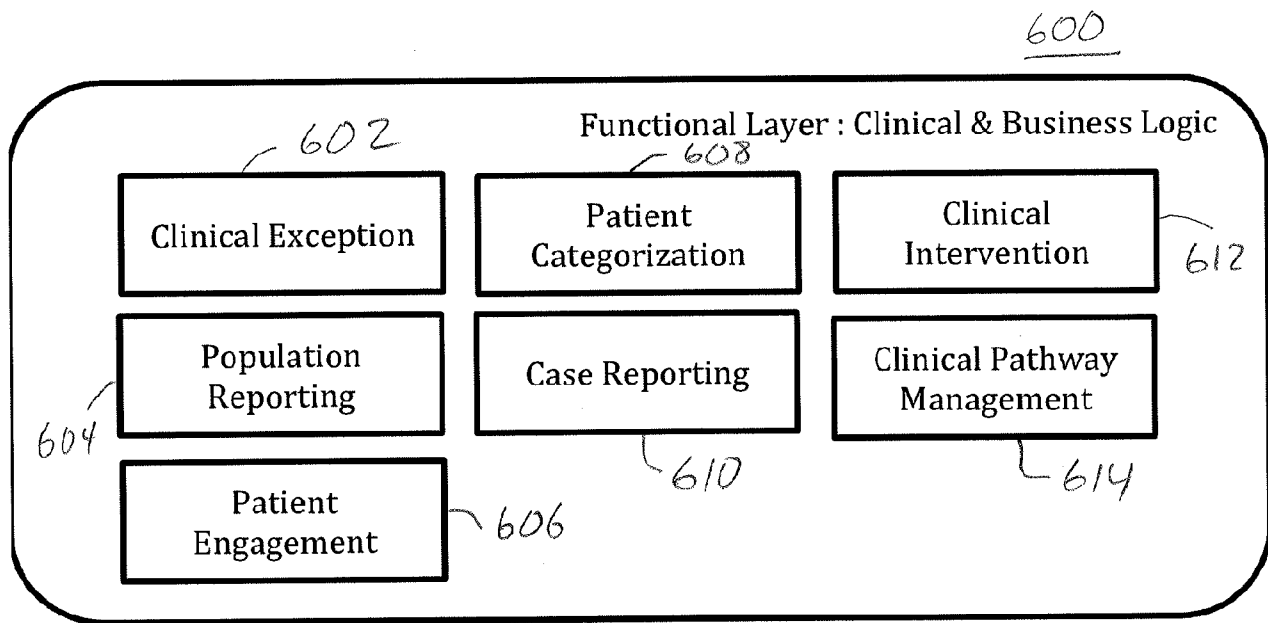 600
Functional Layer : Clinical & Business Logic
602
608
Clinical Exception
Patient
Categorization
Clinical
Intervention
612
Population
Reporting
604
Case Reporting
610
Clinical Pathway
Management
614
Patient
Engagement
606